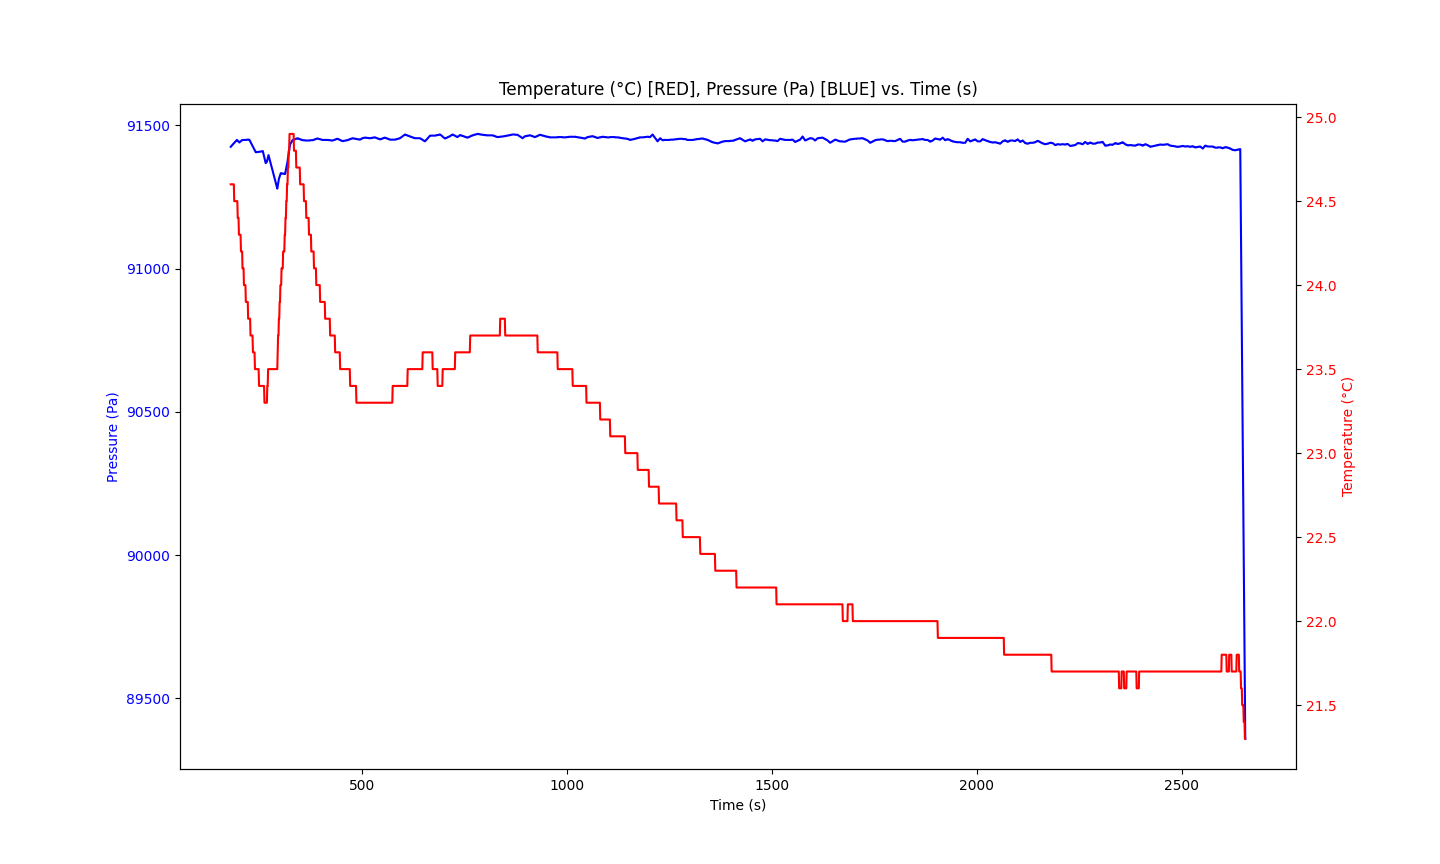 Temperature (°C) [RED], Pressure (Pa) [BLUE] vs. Time (s)
91500
91000
90500
90000
89500
Pressure (Pa)
25.0
24.5
24.0
23.5
23.0
22.5
22.0
21.5
Temperature (°C)
500 1000 1500 2000 2500
Time (s)